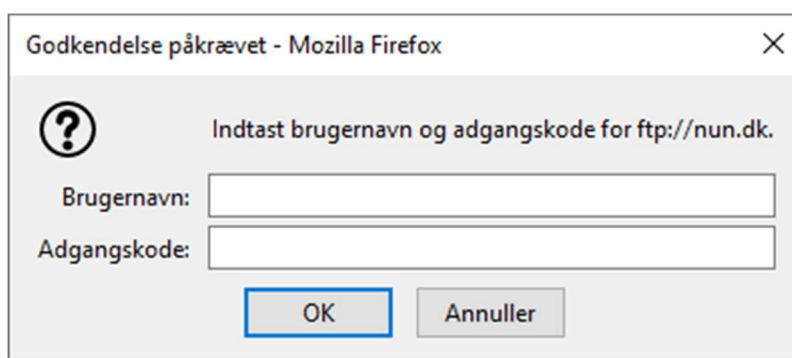 Godkendelse påkrævet - Mozilla Firefox
Indtast brugernavn og adgangskode for ftp://nun.dk.
Brugernavn:
Adgangskode:
OK Annuller